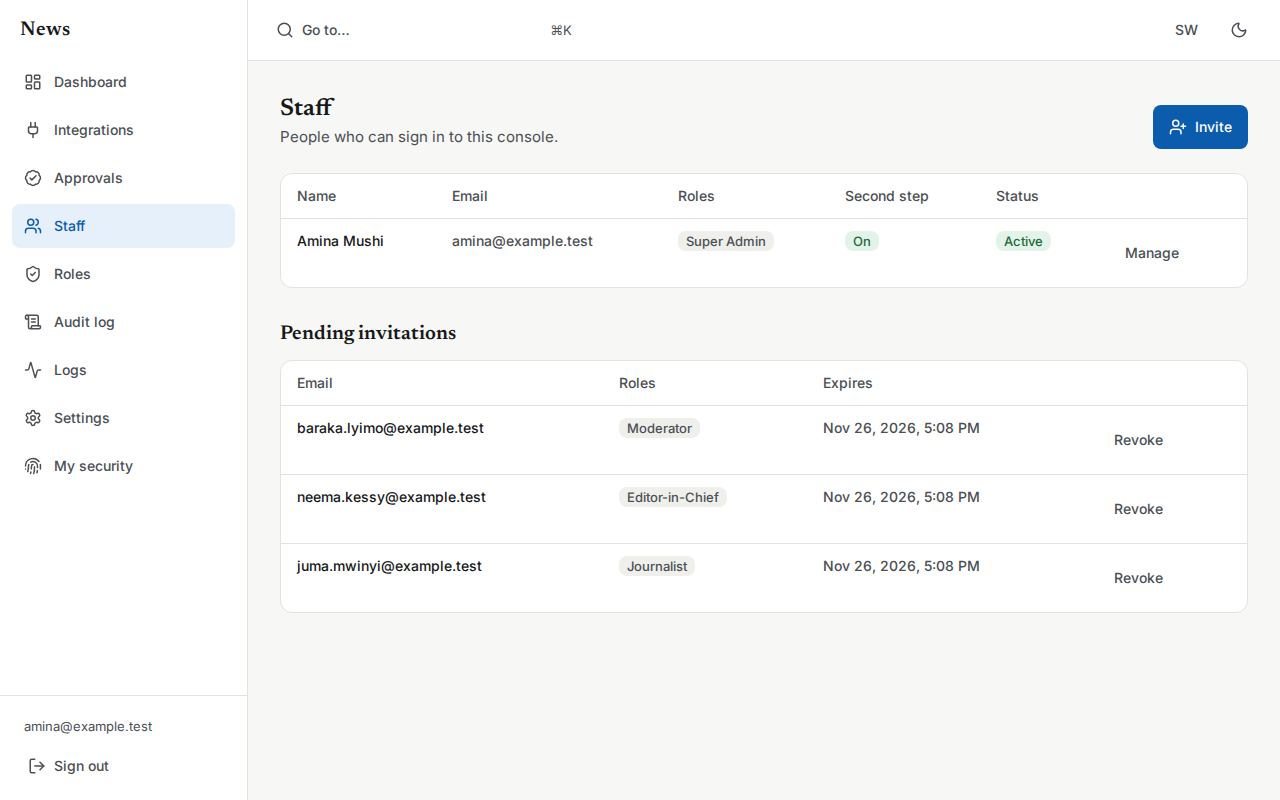 News
Dashboard
Integrations
Approvals
Staff
Roles
Audit log
Logs
Settings
My security
amina@example.test
Sign out
Go to... ⌘K
SW
Staff
People who can sign in to this console.
Invite
Name Email Roles Second step Status
Amina Mushi amina@example.test Super Admin On Active Manage
Pending invitations
Email Roles Expires
baraka.lyimo@example.test Moderator Nov 26, 2026, 5:08 PM Revoke
neema.kessy@example.test Editor-in-Chief Nov 26, 2026, 5:08 PM Revoke
juma.mwinyi@example.test Journalist Nov 26, 2026, 5:08 PM Revoke